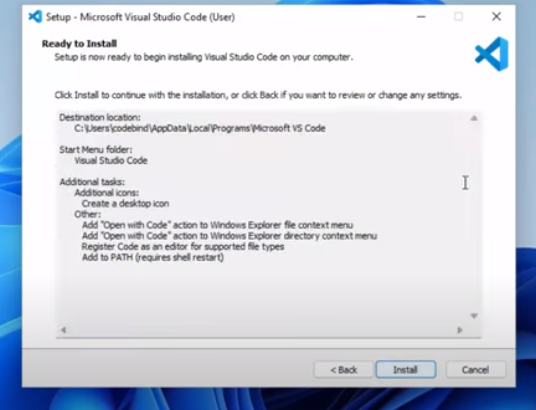 Setup - Microsoft Visual Studio Code (User)
Ready to Install
Setup is now ready to begin installing Visual Studio Code on your computer.
Click Install to continue with the installation, or click Back if you want to review or change any settings.
Destination location:
C:\Users\codebind\AppData\Local\Programs\Microsoft VS Code
Start Menu folder:
Visual Studio Code
Additional tasks:
Additional icons:
Create a desktop icon
Other:
Add "Open with Code" action to Windows Explorer file context menu
Add "Open with Code" action to Windows Explorer directory context menu
Register Code as an editor for supported file types
Add to PATH (requires shell restart)
< Back
Install
Cancel